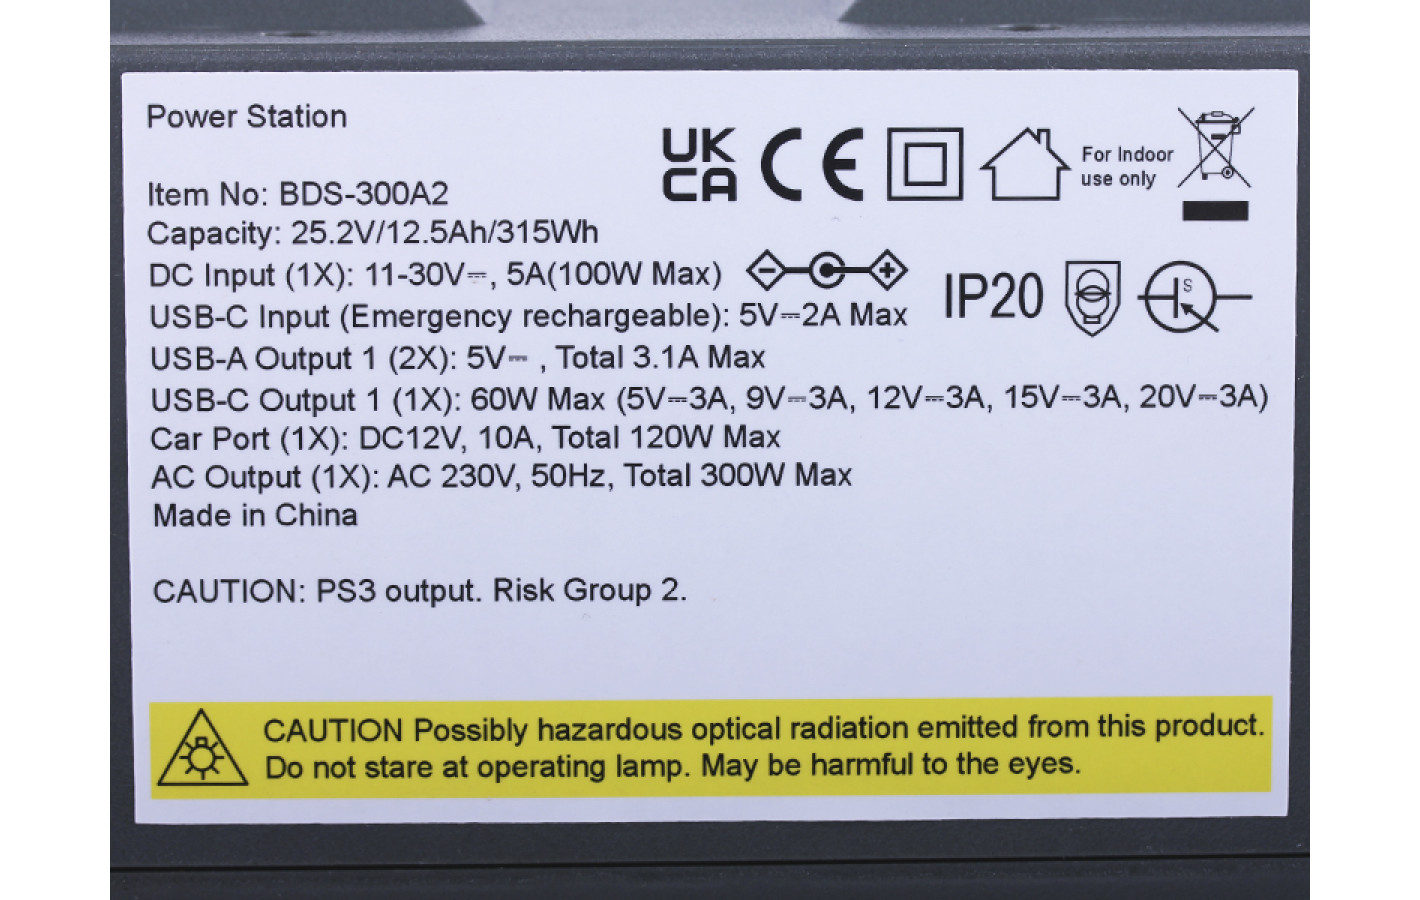 Power Station
UK
CA
CE
For Indoor
use only
Item No: BDS-300A2
Capacity: 25.2V/12.5Ah/315Wh
DC Input (1X): 11-30V⎓, 5A(100W Max)
IP20
S
USB-C Input (Emergency rechargeable): 5V⎓2A Max
USB-A Output 1 (2X): 5V⎓ , Total 3.1A Max
USB-C Output 1 (1X): 60W Max (5V⎓3A, 9V⎓3A, 12V⎓3A, 15V⎓3A, 20V⎓3A)
Car Port (1X): DC12V, 10A, Total 120W Max
AC Output (1X): AC 230V, 50Hz, Total 300W Max
Made in China
CAUTION: PS3 output. Risk Group 2.
CAUTION Possibly hazardous optical radiation emitted from this product.
Do not stare at operating lamp. May be harmful to the eyes.